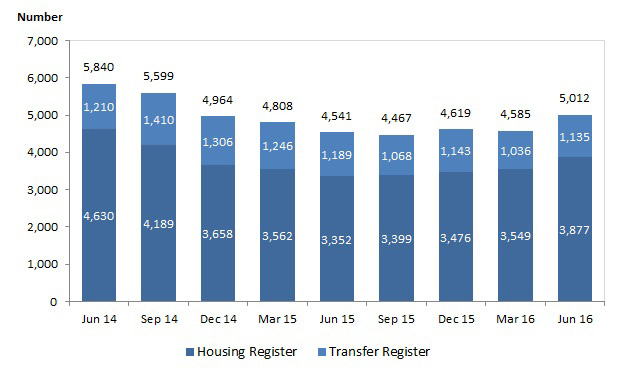 Number
7,000
6,000
5,000
4,000
3,000
2,000
1,000
0
5,840 5,599 4,964 4,808 4,541 4,467 4,619 4,585 5,012
1,210 1,410 1,306 1,246 1,189 1,068 1,143 1,036 1,135
4,630 4,189 3,658 3,562 3,352 3,399 3,476 3,549 3,877
Jun 14 Sep 14 Dec 14 Mar 15 Jun 15 Sep 15 Dec 15 Mar 16 Jun 16
Housing Register Transfer Register